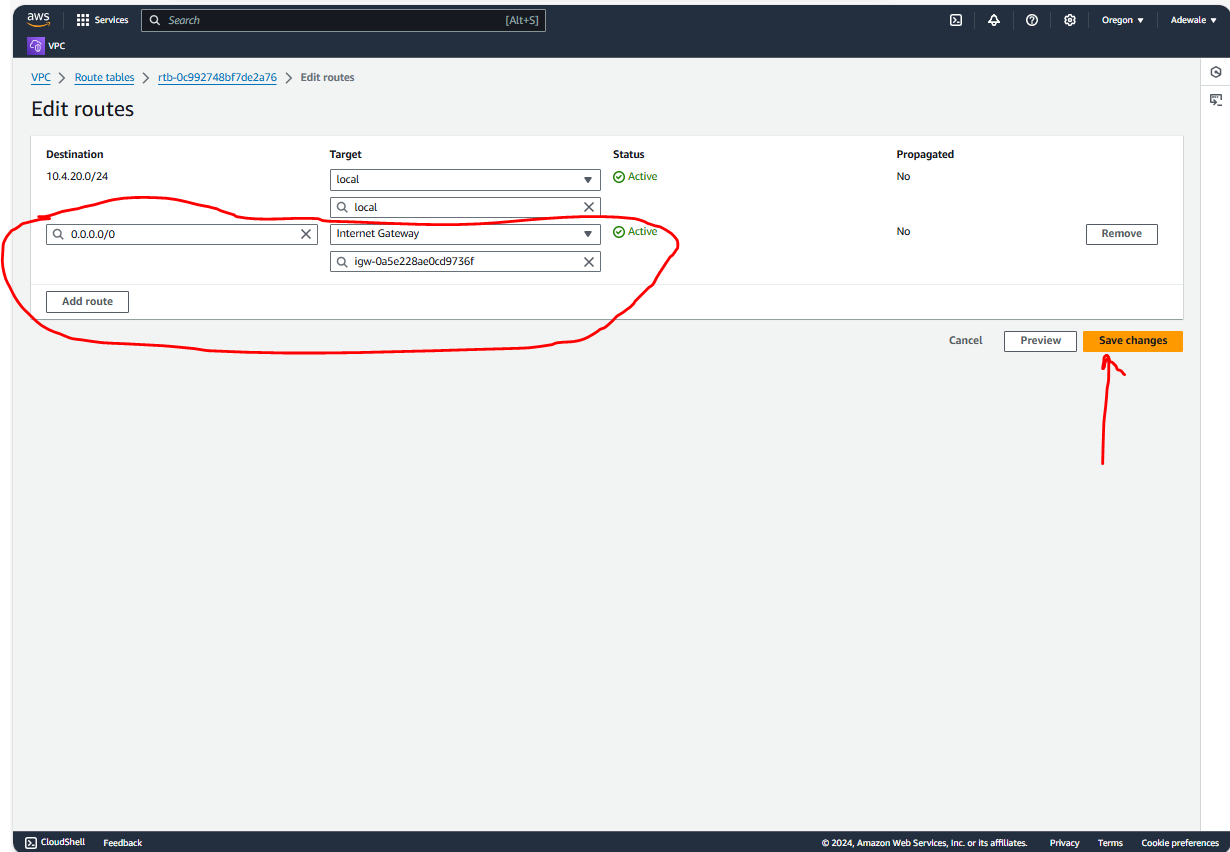 aws Services Search [Alt+S] Oregon Adewale
VPC
VPC Route tables rtb-0c992748bf7de2a76 Edit routes
Edit routes
Destination Target Status Propagated
10.4.20.0/24 local Active No
local
0.0.0.0/0 Internet Gateway Active No Remove
igw-0a5e228ae0cd9736f
Add route
Cancel Preview Save changes
CloudShell Feedback © 2024, Amazon Web Services, Inc. or its affiliates. Privacy Terms Cookie preferences